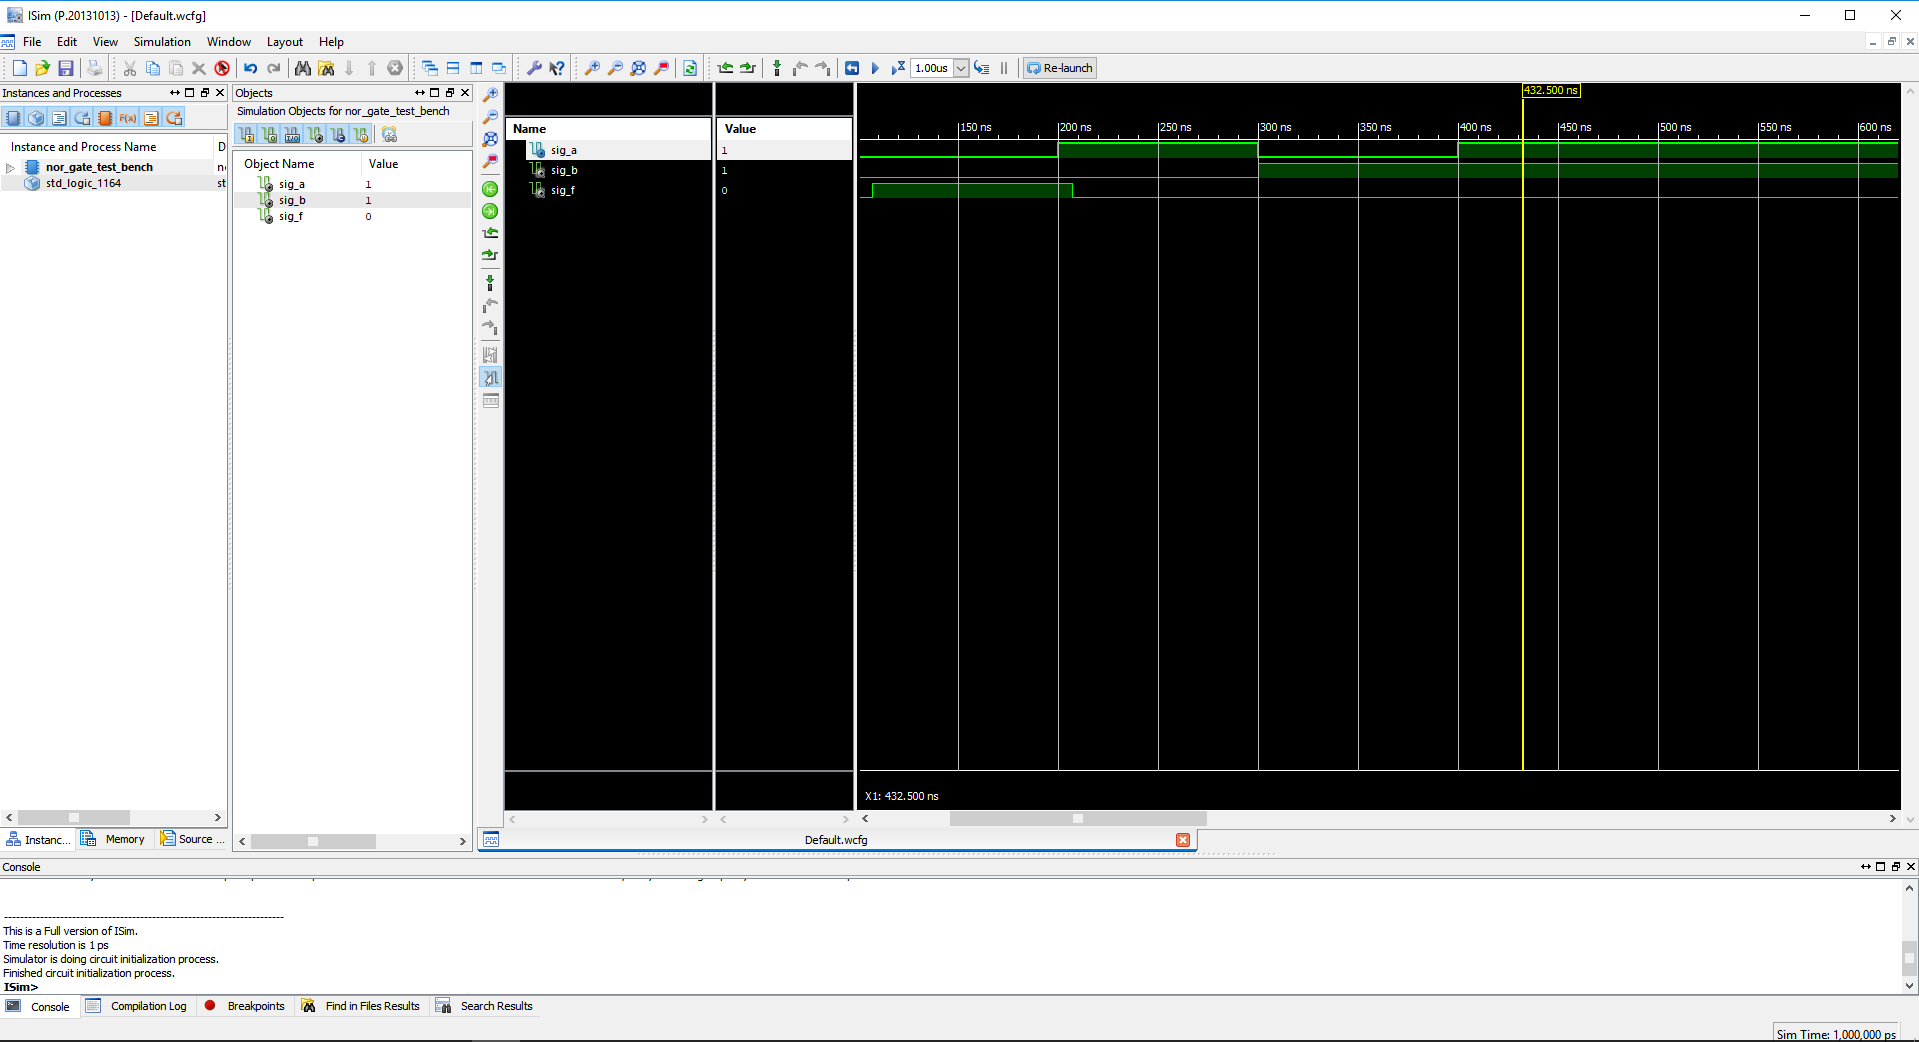 ISim (P.20131013) - [Default.wcfg]
File Edit View Simulation Window Layout Help
1.00us Re-launch
Instances and Processes
Instance and Process Name D
nor_gate_test_bench n
std_logic_1164 st
Instanc... Memory Source ...
Objects
Simulation Objects for nor_gate_test_bench
Object Name Value
sig_a 1
sig_b 1
sig_f 0
Name Value
sig_a 1
sig_b 1
sig_f 0
432.500 ns
150 ns 200 ns 250 ns 300 ns 350 ns 400 ns 450 ns 500 ns 550 ns 600 ns
X1: 432.500 ns
Default.wcfg
Console
This is a Full version of ISim.
Time resolution is 1 ps
Simulator is doing circuit initialization process.
Finished circuit initialization process.
ISim>
Console Compilation Log Breakpoints Find in Files Results Search Results
Sim Time: 1,000,000 ps